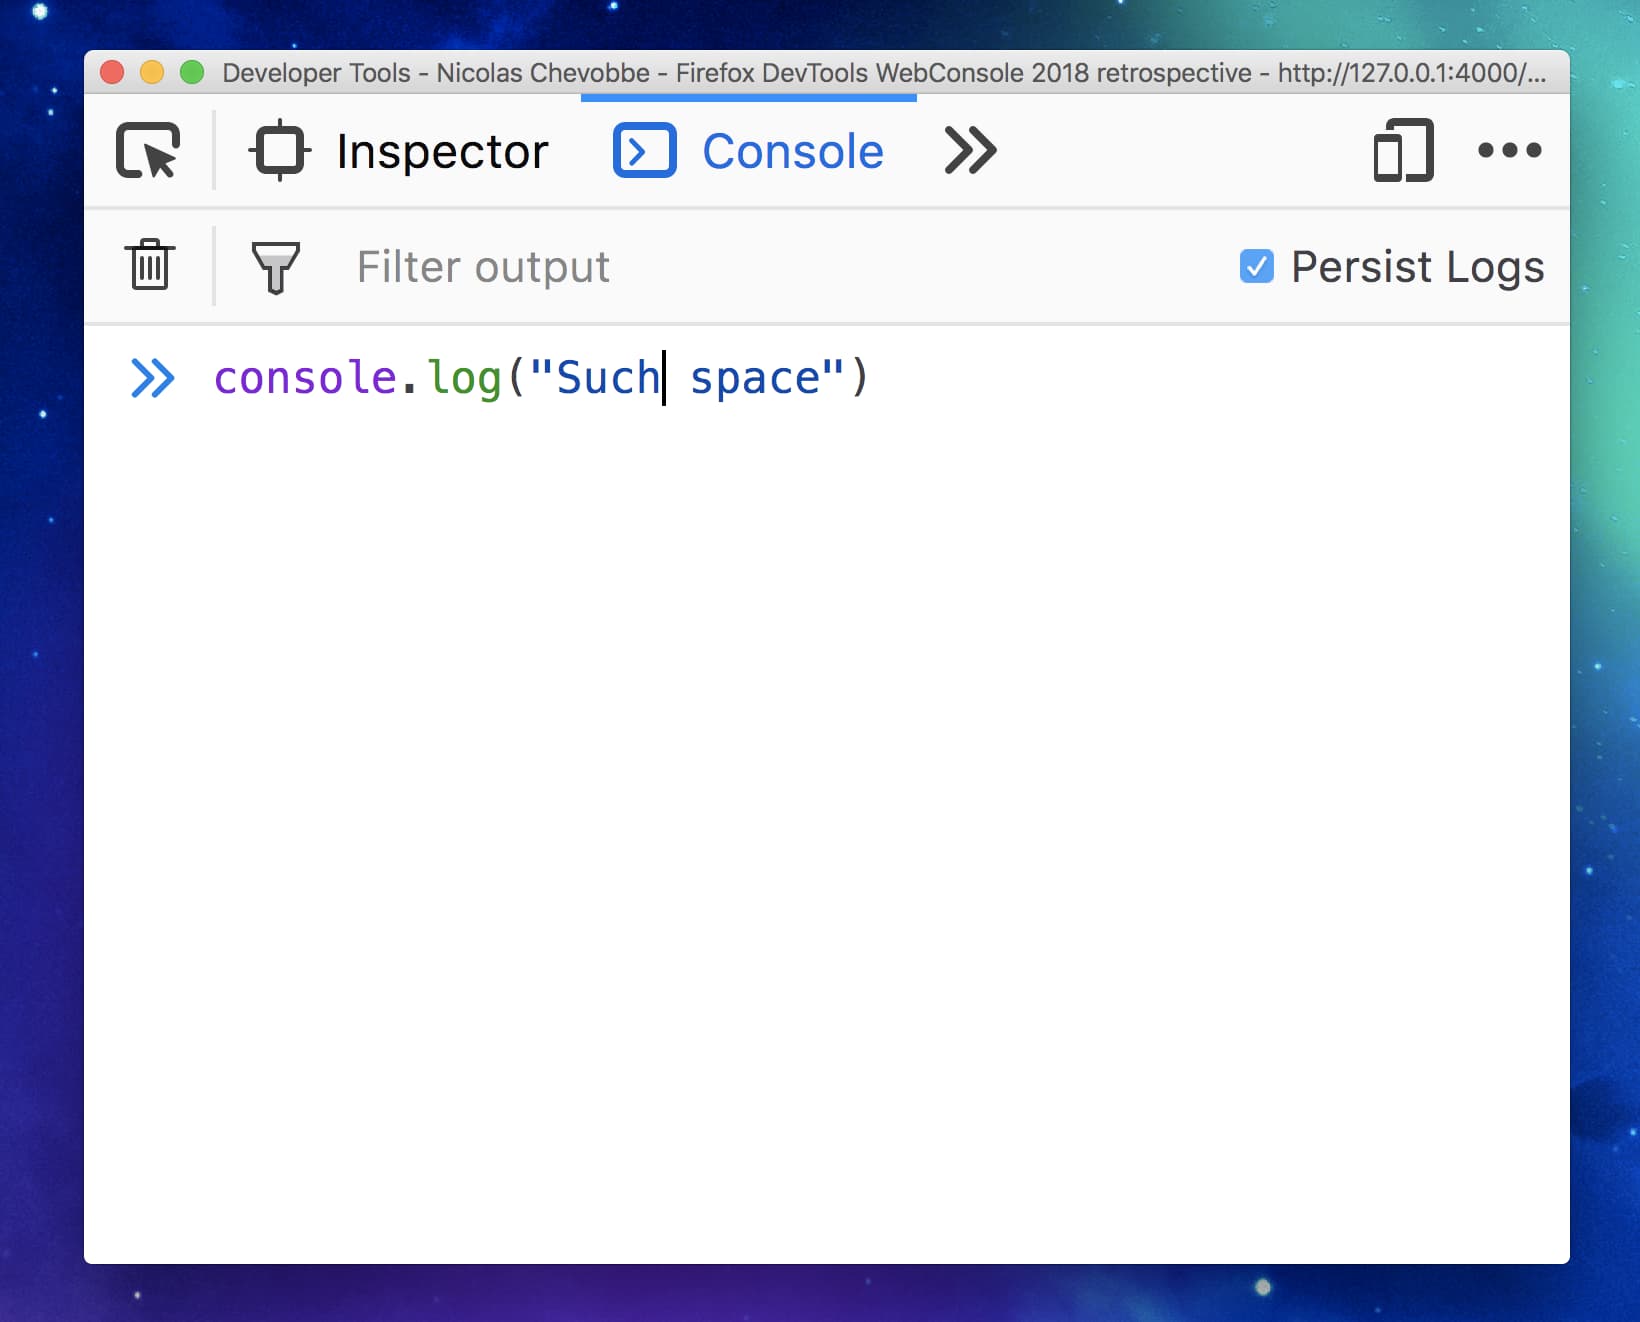 Developer Tools - Nicolas Chevobbe - Firefox DevTools WebConsole 2018 retrospective - http://127.0.0.1:4000/...
Inspector Console
Filter output Persist Logs
console.log("Such space")